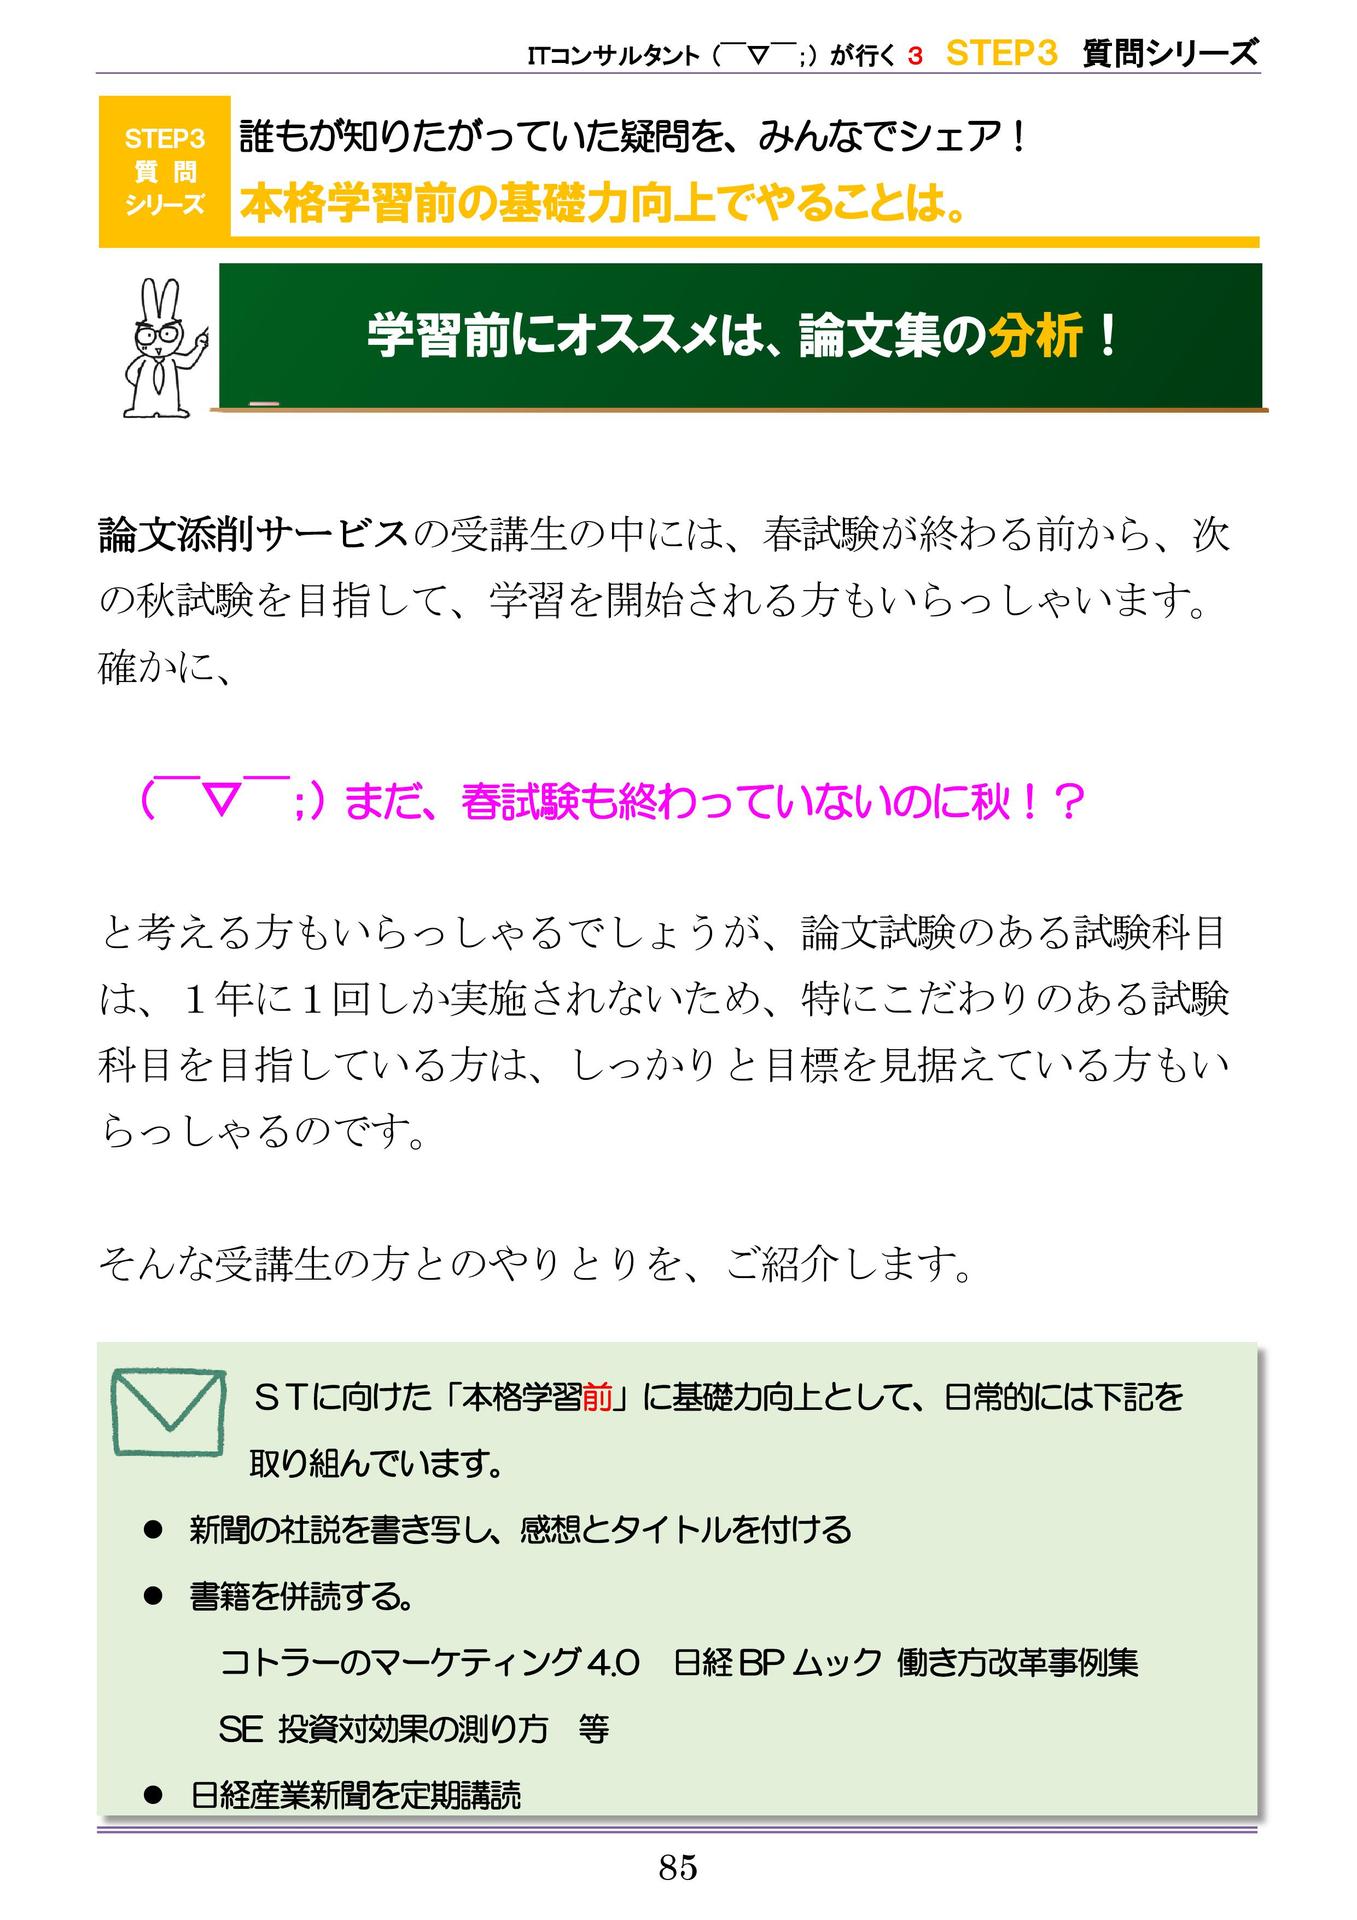 ITコンサルタント（￣▽￣；）が行く 3　STEP3　質問シリーズ
STEP3
質 問
シリーズ
誰もが知りたがっていた疑問を、みんなでシェア！
本格学習前の基礎力向上でやることは。
学習前にオススメは、論文集の分析！
論文添削サービスの受講生の中には、春試験が終わる前から、次
の秋試験を目指して、学習を開始される方もいらっしゃいます。
確かに、
（￣▽￣；）まだ、春試験も終わっていないのに秋！？
と考える方もいらっしゃるでしょうが、論文試験のある試験科目
は、１年に１回しか実施されないため、特にこだわりのある試験
科目を目指している方は、しっかりと目標を見据えている方もい
らっしゃるのです。
そんな受講生の方とのやりとりを、ご紹介します。
ＳＴに向けた「本格学習前」に基礎力向上として、日常的には下記を
取り組んでいます。
● 新聞の社説を書き写し、感想とタイトルを付ける
● 書籍を併読する。
コトラーのマーケティング4.0　日経BPムック 働き方改革事例集
SE 投資対効果の測り方　等
● 日経産業新聞を定期講読
85